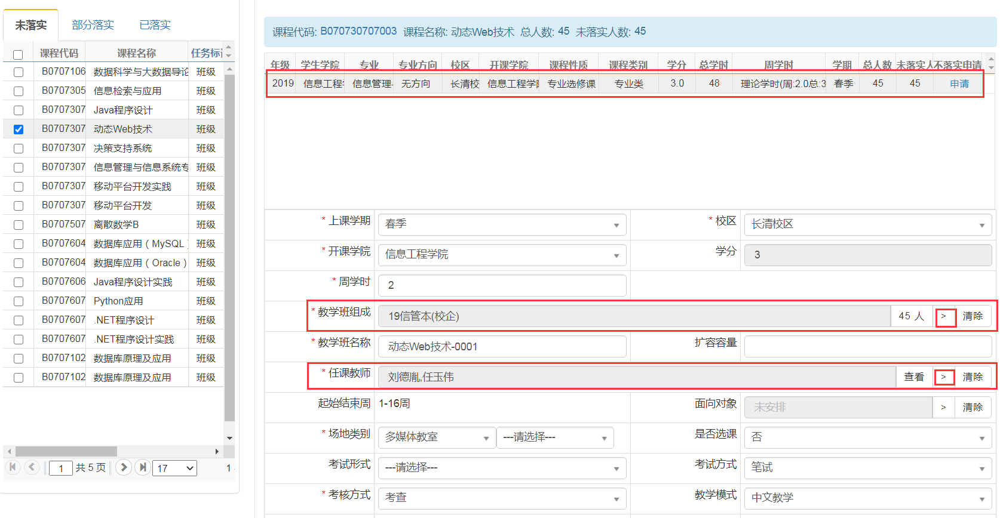 未落实 部分落实 已落实
课程代码 课程名称 任务标
B0707106 数据科学与大数据导论 班级
B0707305 信息检索与应用 班级
B0707307 Java程序设计 班级
B0707307 动态Web技术 班级
B0707307 决策支持系统 班级
B0707307 信息管理与信息系统专 班级
B0707307 移动平台开发实践 班级
B0707307 移动平台开发 班级
B0707507 离散数学B 班级
B0707604 数据库应用（MySQL） 班级
B0707604 数据库应用（Oracle） 班级
B0707606 Java程序设计实践 班级
B0707607 Python应用 班级
B0707607 .NET程序设计 班级
B0707607 .NET程序设计实践 班级
B0707102 数据库原理及应用 班级
B0707102 数据库原理及应用 班级
1 共 5 页 17 1
课程代码: B070730707003 课程名称: 动态Web技术 总人数: 45 未落实人数: 45
年级 学生学院 专业 专业方向 校区 开课学院 课程性质 课程类别 学分 总学时 周学时 学期 总人数 未落实人 不落实申请
2019 信息工程 信息管理 无方向 长清校 信息工程学 专业选修课 专业类 3.0 48 理论学时(周:2.0总:3 春季 45 45 申请
* 上课学期 春季 * 校区 长清校区
* 开课学院 信息工程学院 学分 3
* 周学时 2
* 教学班组成 19信管本(校企) 45 人 > 清除
* 教学班名称 动态Web技术-0001 扩容容量
* 任课教师 刘德胤,任玉伟 查看 > 清除
起始结束周 1-16周 面向对象 未安排 > 清除
* 场地类别 多媒体教室 ---请选择--- 是否选课 否
考试形式 ---请选择--- 考试方式 笔试
* 考核方式 考查 教学模式 中文教学